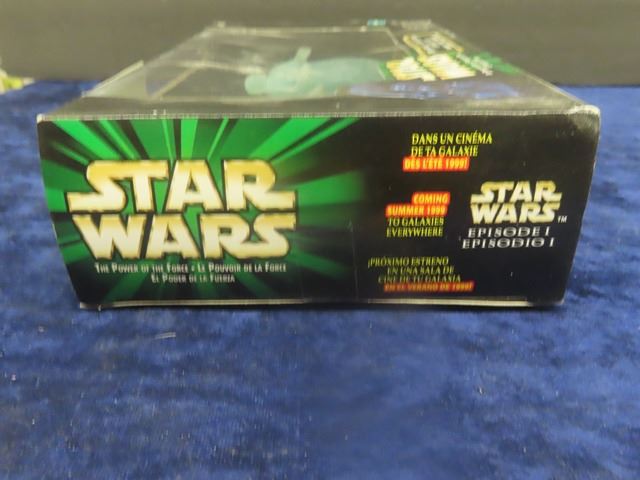 STAR
WARS
THE POWER OF THE FORCE • LE POUVOIR DE LA FORCE
EL PODER DE LA FUERZA
DANS UN CINÉMA
DE TA GALAXIE
DÈS L'ÉTÉ 1999!
COMING
SUMMER 1999
TO GALAXIES
EVERYWHERE
¡PRÓXIMO ESTRENO
EN UNA SALA DE
CINE DE TU GALAXIA
EN EL VERANO DE 1999!
STAR
WARS TM
EPISODE I
EPISODIO I